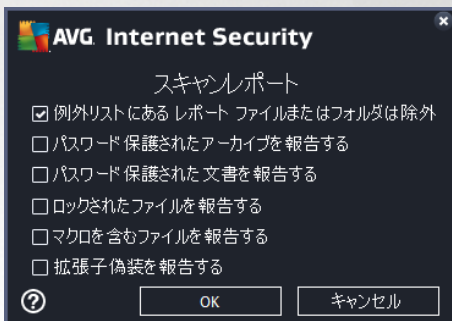 AVG Internet Security
スキャンレポート
例外リストにある レポート ファイルまたはフォルダは除外
パスワード保護されたアーカイブを報告する
パスワード保護された文書を報告する
ロックされたファイルを報告する
マクロを含むファイルを報告する
拡張子偽装を報告する
?
OK
キャンセル